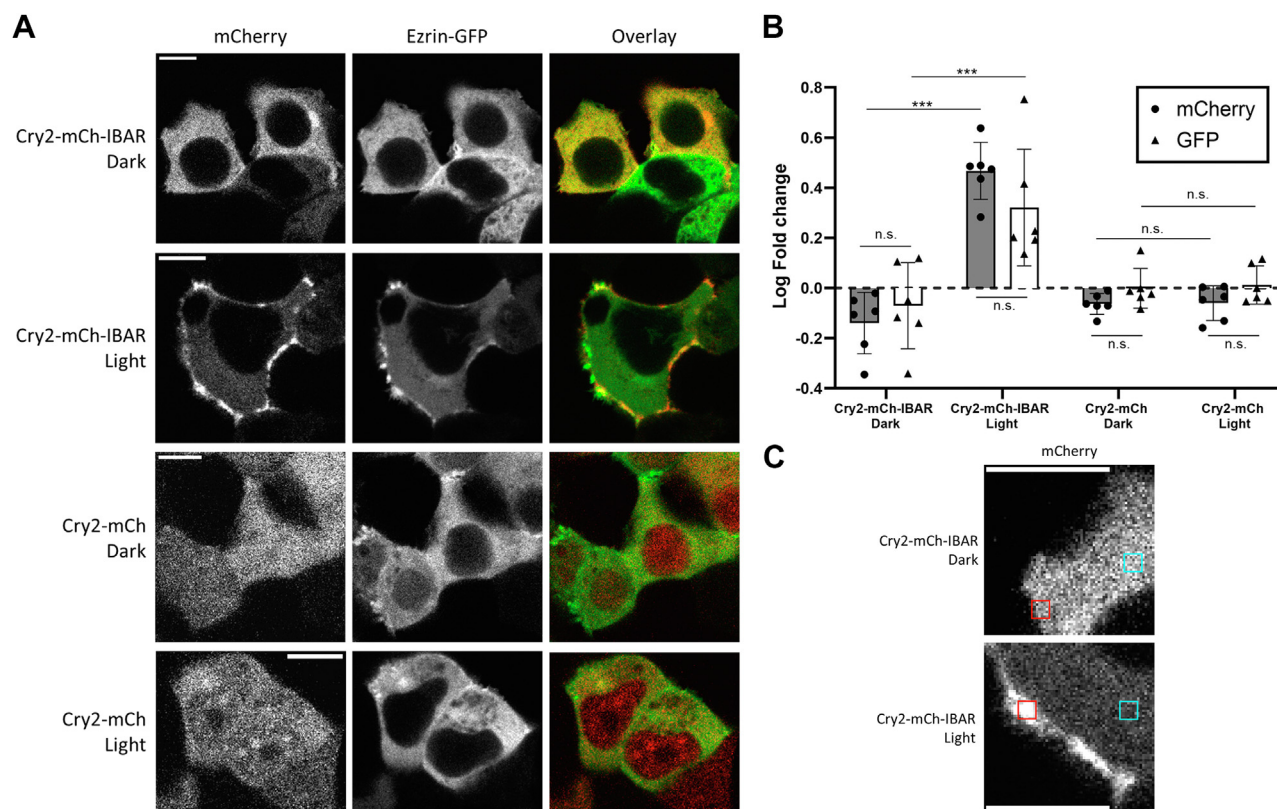 A
mCherry
Ezrin-GFP
Overlay
Cry2-mCh-IBAR
Dark
Cry2-mCh-IBAR
Light
Cry2-mCh
Dark
Cry2-mCh
Light
B
Log Fold change
0.8
0.6
0.4
0.2
0.0
-0.2
-0.4
***
***
n.s.
n.s.
n.s.
n.s.
n.s.
n.s.
mCherry
GFP
Cry2-mCh-IBAR
Dark
Cry2-mCh-IBAR
Light
Cry2-mCh
Dark
Cry2-mCh
Light
C
mCherry
Cry2-mCh-IBAR
Dark
Cry2-mCh-IBAR
Light